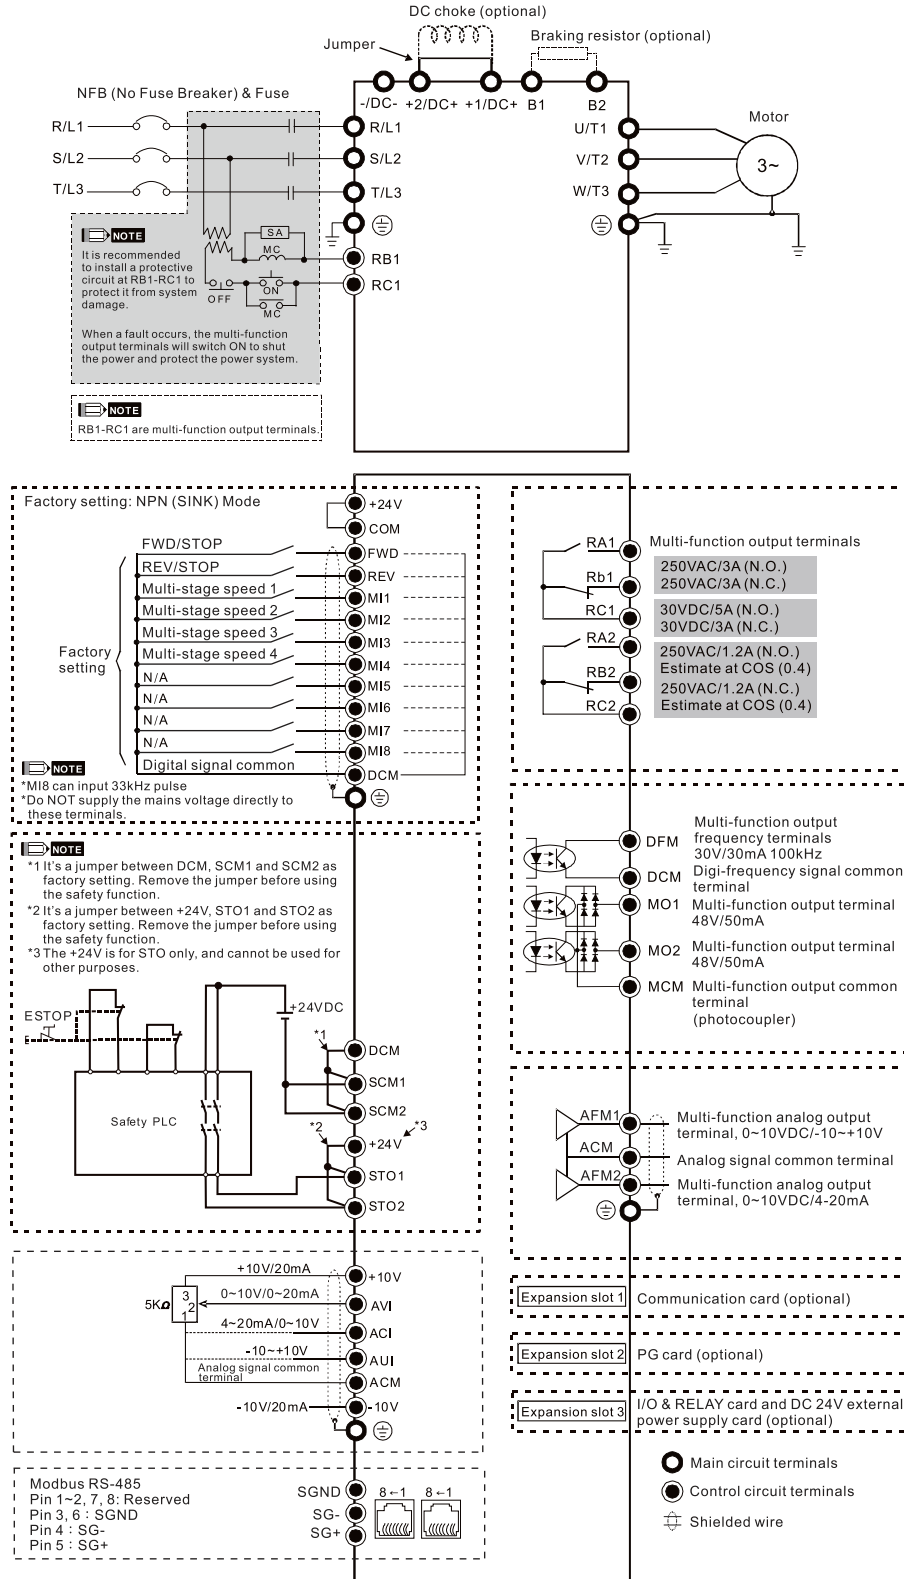 DC choke (optional)
Jumper
Braking resistor (optional)
NFB (No Fuse Breaker) & Fuse
-/DC-
+2/DC+
+1/DC+
B1
B2
Motor
R/L1
R/L1
U/T1
S/L2
S/L2
V/T2
3~
T/L3
T/L3
W/T3
NOTE
SA
MC
It is recommended
to install a protective
circuit at RB1-RC1 to
protect it from system
damage.
RB1
RC1
OFF
ON
MC
When a fault occurs, the multi-function
output terminals will switch ON to shut
the power and protect the power system.
NOTE
RB1-RC1 are multi-function output terminals.
Factory setting: NPN (SINK) Mode
+24V
COM
FWD/STOP
FWD
REV/STOP
REV
Multi-stage speed 1
MI1
Multi-stage speed 2
MI2
Multi-stage speed 3
MI3
Factory
setting
Multi-stage speed 4
MI4
N/A
MI5
N/A
MI6
N/A
MI7
N/A
MI8
Digital signal common
DCM
NOTE
*MI8 can input 33kHz pulse
*Do NOT supply the mains voltage directly to
these terminals.
RA1
Multi-function output terminals
250VAC/3A (N.O.)
Rb1
250VAC/3A (N.C.)
RC1
30VDC/5A (N.O.)
30VDC/3A (N.C.)
RA2
250VAC/1.2A (N.O.)
Estimate at COS (0.4)
RB2
250VAC/1.2A (N.C.)
RC2
Estimate at COS (0.4)
NOTE
*1 It's a jumper between DCM, SCM1 and SCM2 as
factory setting. Remove the jumper before using
the safety function.
*2 It's a jumper between +24V, STO1 and STO2 as
factory setting. Remove the jumper before using
the safety function.
*3 The +24V is for STO only, and cannot be used for
other purposes.
ESTOP
+24VDC
*1
DCM
SCM1
SCM2
Safety PLC
*2
*3
+24V
STO1
STO2
DFM
Multi-function output
frequency terminals
30V/30mA 100kHz
DCM
Digi-frequency signal common
terminal
MO1
Multi-function output terminal
48V/50mA
MO2
Multi-function output terminal
48V/50mA
MCM
Multi-function output common
terminal
(photocoupler)
AFM1
Multi-function analog output
terminal, 0~10VDC/-10~+10V
ACM
Analog signal common terminal
AFM2
Multi-function analog output
terminal, 0~10VDC/4-20mA
+10V/20mA
+10V
5KΩ
3
2
1
0~10V/0~20mA
AVI
4~20mA/0~10V
ACI
-10~+10V
AUI
Analog signal common
terminal
ACM
-10V/20mA
-10V
Expansion slot 1
Communication card (optional)
Expansion slot 2
PG card (optional)
Expansion slot 3
I/O & RELAY card and DC 24V external
power supply card (optional)
Main circuit terminals
Control circuit terminals
Shielded wire
Modbus RS-485
Pin 1~2, 7, 8: Reserved
Pin 3, 6 : SGND
Pin 4 : SG-
Pin 5 : SG+
SGND
SG-
SG+
8←1
8←1